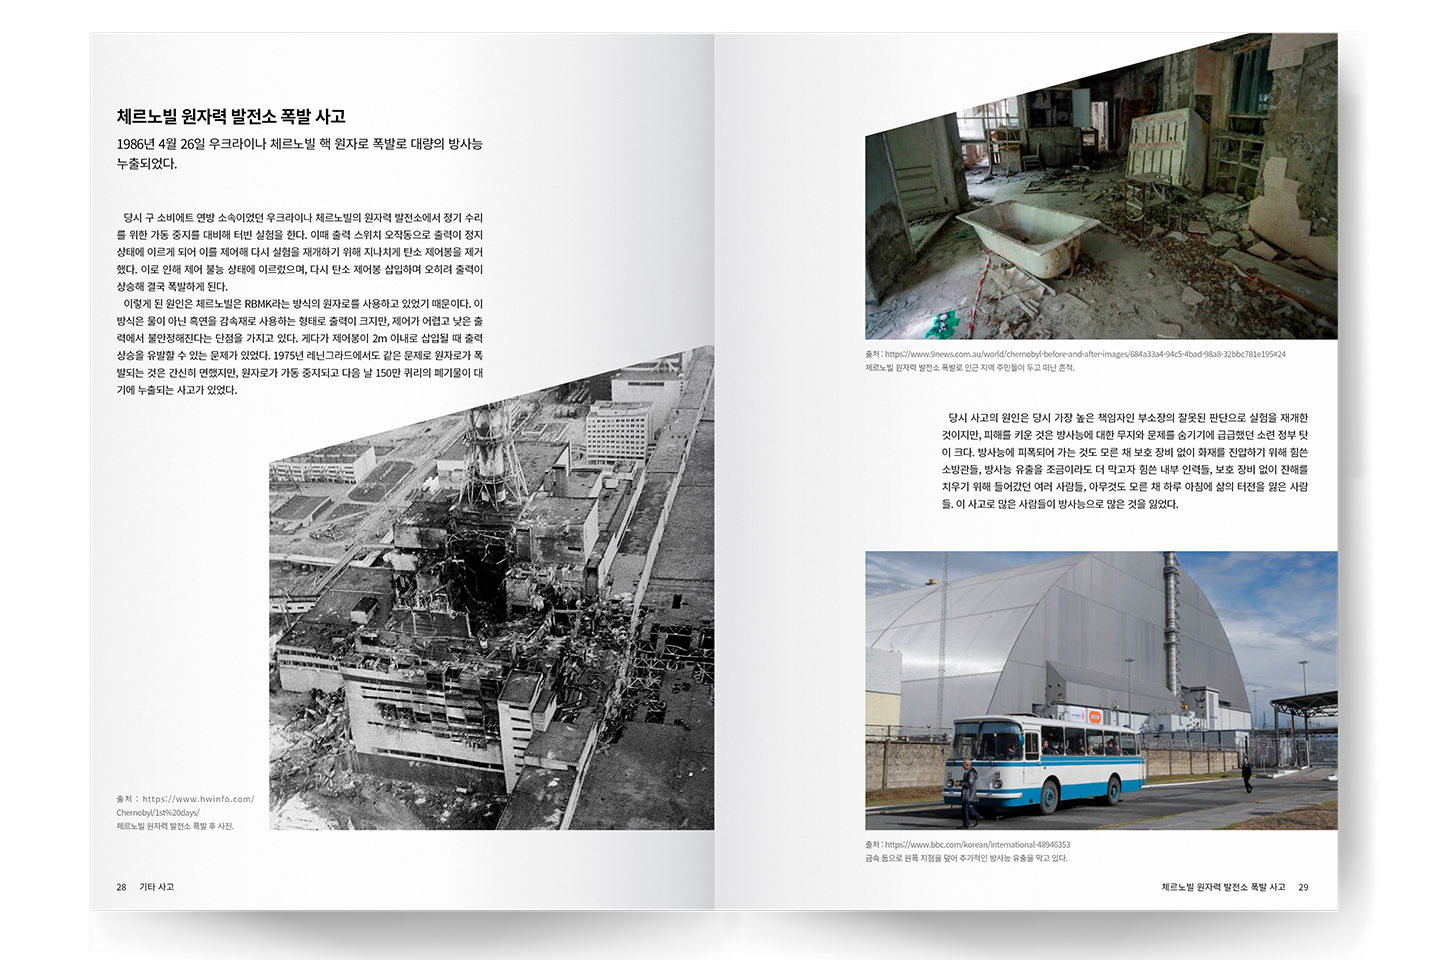 체르노빌 원자력 발전소 폭발 사고
1986년 4월 26일 우크라이나 체르노빌 핵 원자로 폭발로 대량의 방사능
누출되었다.
당시 구 소비에트 연방 소속이었던 우크라이나 체르노빌의 원자력 발전소에서 정기 수리
를 위한 가동 중지를 대비해 터빈 실험을 한다. 이때 출력 스위치 오작동으로 출력이 정지
상태에 이르게 되어 이를 제어해 다시 실험을 재개하기 위해 지나치게 탄소 제어봉을 제거
했다. 이로 인해 제어 불능 상태에 이르렀으며, 다시 탄소 제어봉 삽입하며 오히려 출력이
상승해 결국 폭발하게 된다.
이렇게 된 원인은 체르노빌은 RBMK라는 방식의 원자로를 사용하고 있었기 때문이다. 이
방식은 물이 아닌 흑연을 감속재로 사용하는 형태로 출력이 크지만, 제어가 어렵고 낮은 출
력에서 불안정해진다는 단점을 가지고 있다. 게다가 제어봉이 2m 이내로 삽입될 때 출력
상승을 유발할 수 있는 문제가 있었다. 1975년 레닌그라드에서도 같은 문제로 원자로가 폭
발되는 것은 간신히 면했지만, 원자로가 가동 중지되고 다음 날 150만 퀴리의 폐기물이 대
기에 누출되는 사고가 있었다.
출처 : https://www.hwinfo.com/
Chernobyl/1st%20days/
체르노빌 원자력 발전소 폭발 후 사진.
28 기타 사고
출처 : https://www.9news.com.au/world/chernobyl-before-and-after-images/684a33a4-94c5-4bad-98a8-32bbc781e195#24
체르노빌 원자력 발전소 폭발로 인근 지역 주민들이 두고 떠난 흔적.
당시 사고의 원인은 당시 가장 높은 책임자인 부소장의 잘못된 판단으로 실험을 재개한
것이지만, 피해를 키운 것은 방사능에 대한 무지와 문제를 숨기기에 급급했던 소련 정부 탓
이 크다. 방사능에 피폭되어 가는 것도 모른 채 보호 장비 없이 화재를 진압하기 위해 힘쓴
소방관들, 방사능 유출을 조금이라도 더 막고자 힘쓴 내부 인력들, 보호 장비 없이 잔해를
치우기 위해 들어갔던 여러 사람들, 아무것도 모른 채 하루 아침에 삶의 터전을 잃은 사람
들. 이 사고로 많은 사람들이 방사능으로 많은 것을 잃었다.
출처 : https://www.bbc.com/korean/international-48946353
금속 돔으로 원폭 지점을 덮어 추가적인 방사능 유출을 막고 있다.
체르노빌 원자력 발전소 폭발 사고 29